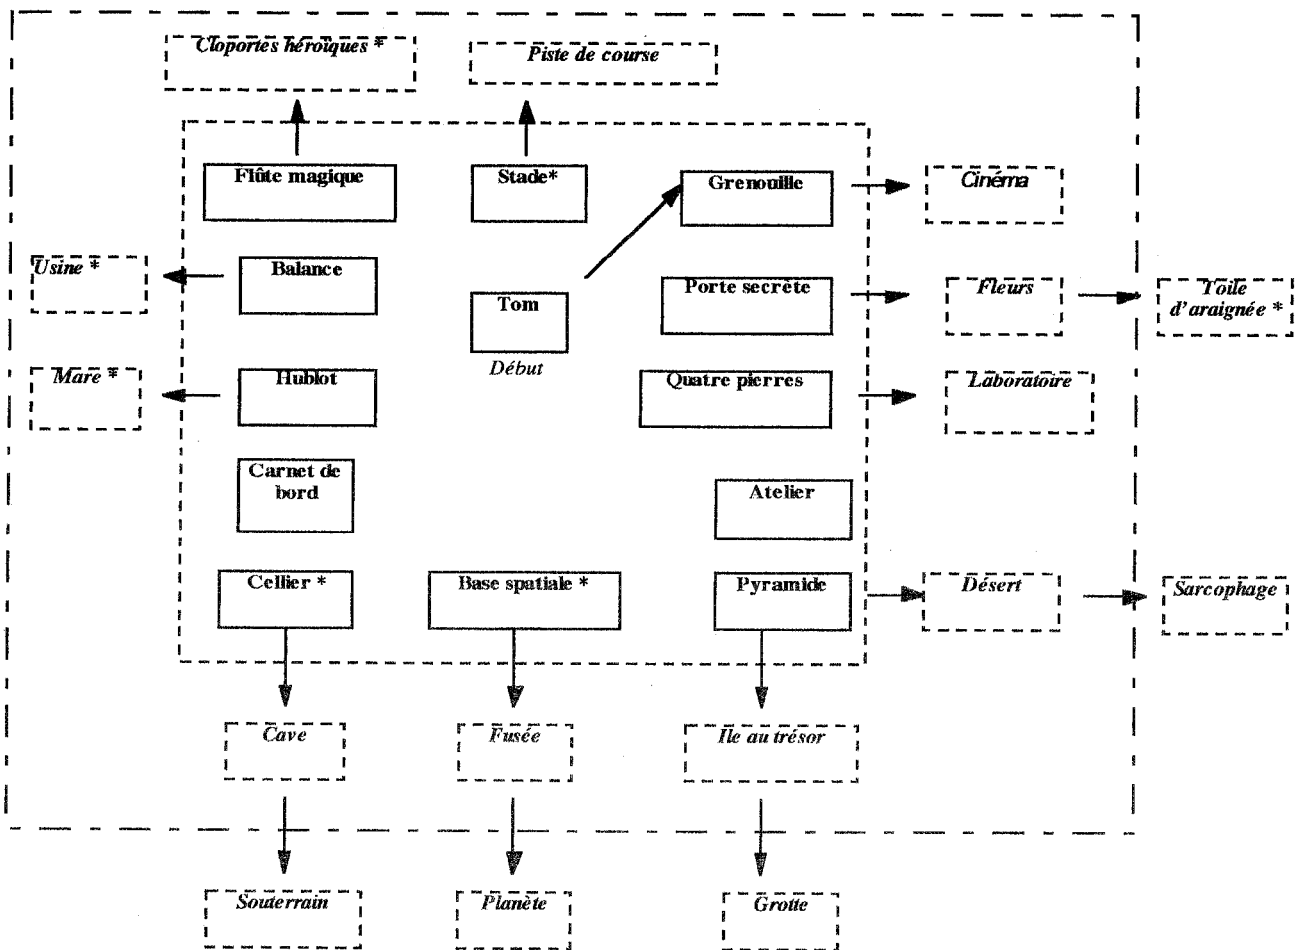 Cloportes héroïques *
Piste de course
Flûte magique
Stade*
Grenouille
Cinéma
Usine *
Balance
Tom
Début
Porte secrète
Fleurs
Toile
d'araignée *
Mare *
Hublot
Quatre pierres
Laboratoire
Carnet de
bord
Atelier
Cellier *
Base spatiale *
Pyramide
Désert
Sarcophage
Cave
Fusée
Ile au trésor
Souterrain
Planète
Grotte